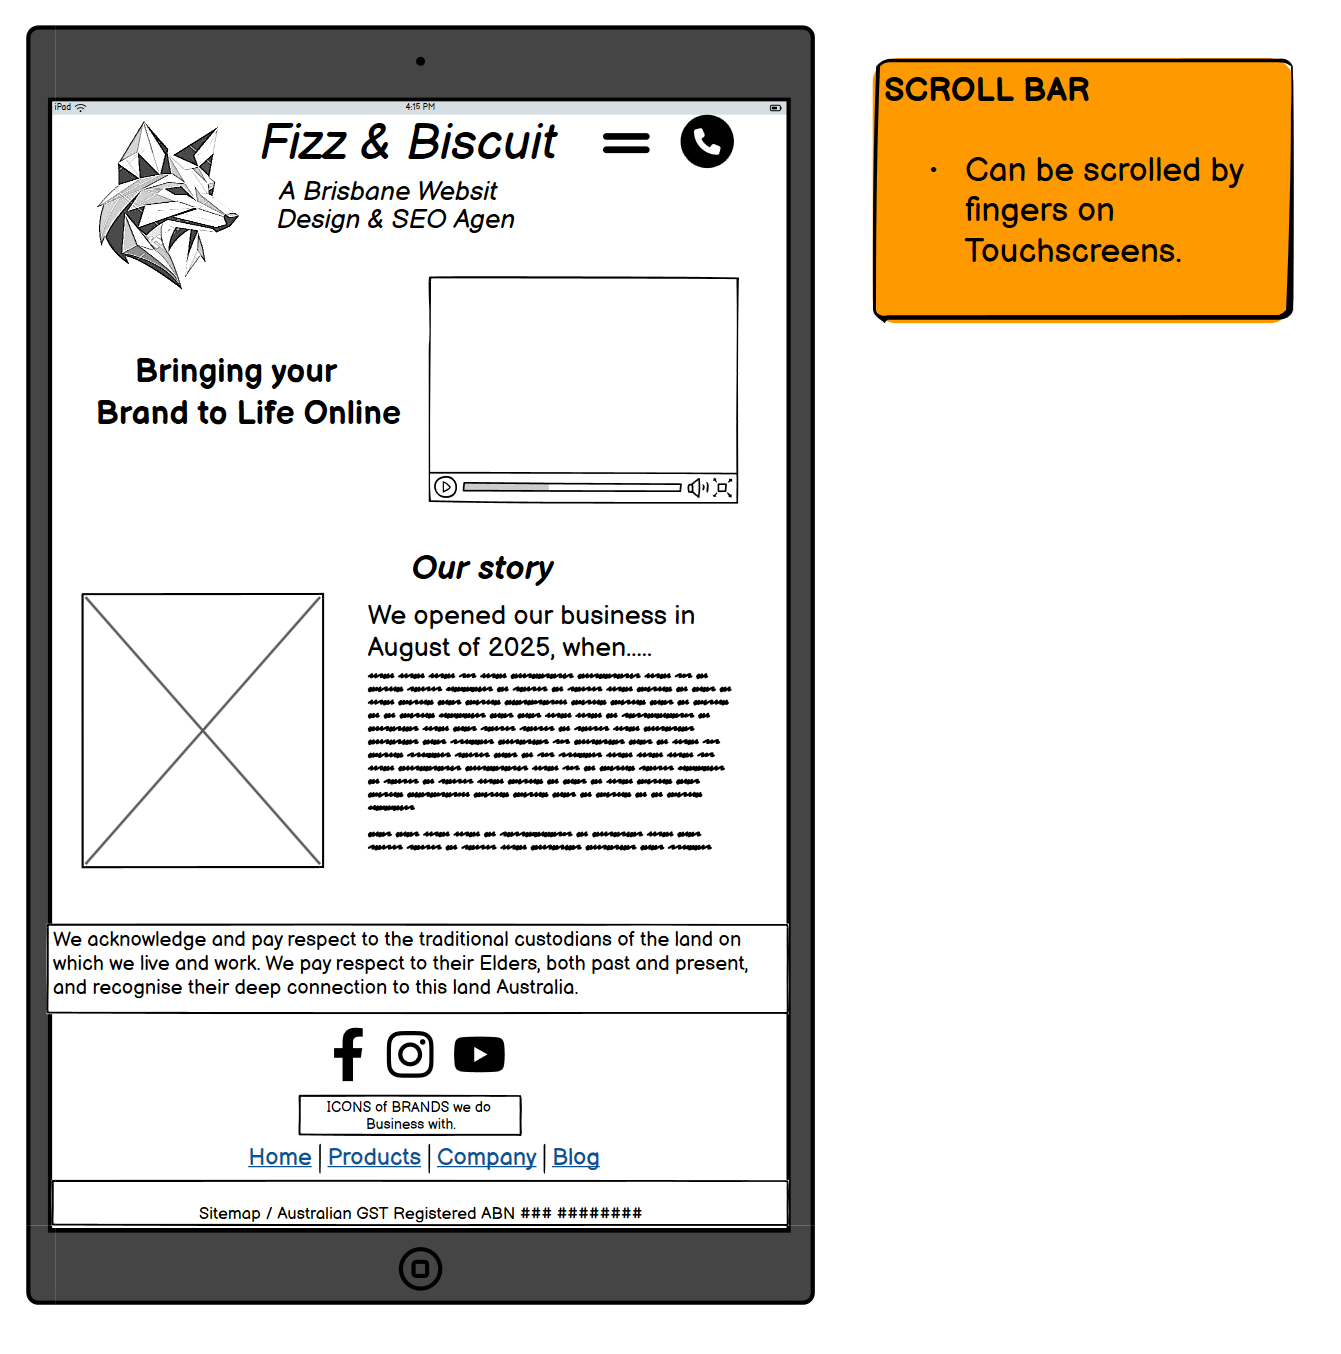 iPad
4:15 PM
Fizz & Biscuit
A Brisbane Websit
Design & SEO Agen
Bringing your
Brand to Life Online
Our story
We opened our business in
August of 2025, when.....
We acknowledge and pay respect to the traditional custodians of the land on
which we live and work. We pay respect to their Elders, both past and present,
and recognise their deep connection to this land Australia.
ICONS of BRANDS we do
Business with.
Home | Products | Company | Blog
Sitemap / Australian GST Registered ABN ### ########
SCROLL BAR
• Can be scrolled by
fingers on
Touchscreens.